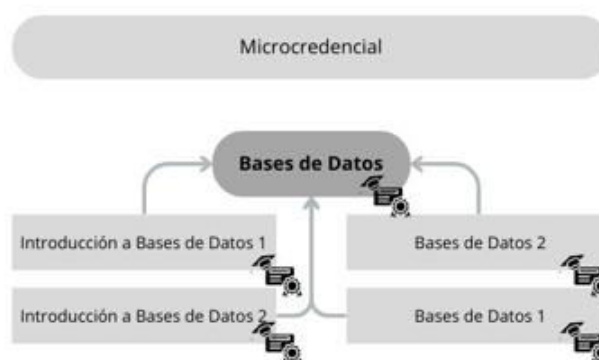 Microcredencial
Bases de Datos
Introducción a Bases de Datos 1
Bases de Datos 2
Introducción a Bases de Datos 2
Bases de Datos 1